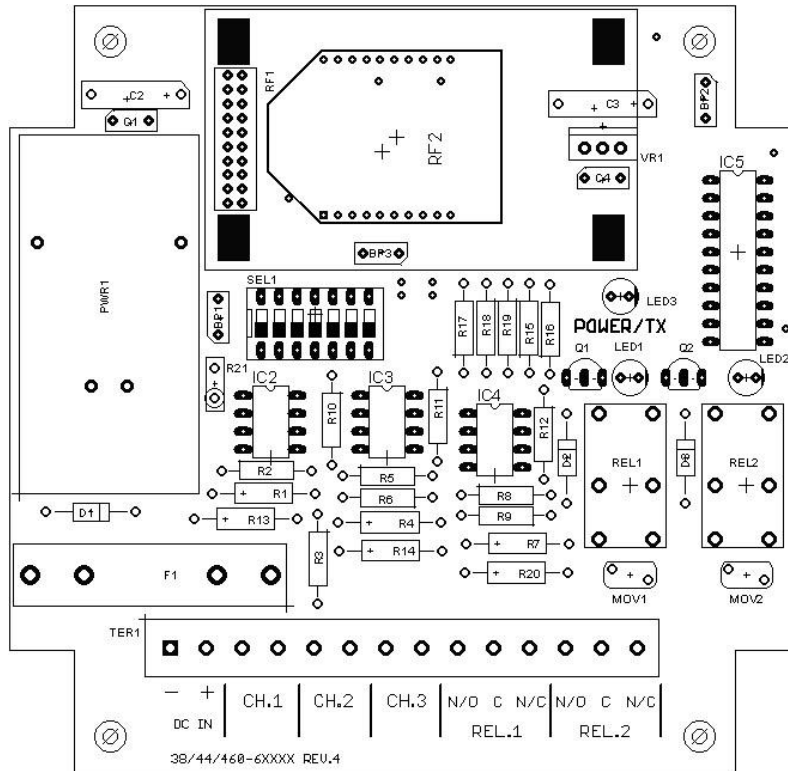 C2
Q1
RF1
RF2
C3
VR1
C4
BP2
IC5
BP3
PWR1
BP1
SEL1
R17
R18
R19
R15
R16
LED3
POWER/TX
Q1
LED1
Q2
LED2
R21
IC2
R10
IC3
R11
IC4
R12
D2
REL1
D3
REL2
R2
R1
R13
R5
R6
R4
R14
R3
R8
R9
R7
R20
D1
F1
MOV1
MOV2
TER1
- +
DC IN
CH.1
CH.2
CH.3
N/O C N/C
REL.1
N/O C N/C
REL.2
38/44/460-6XXXX REV.4